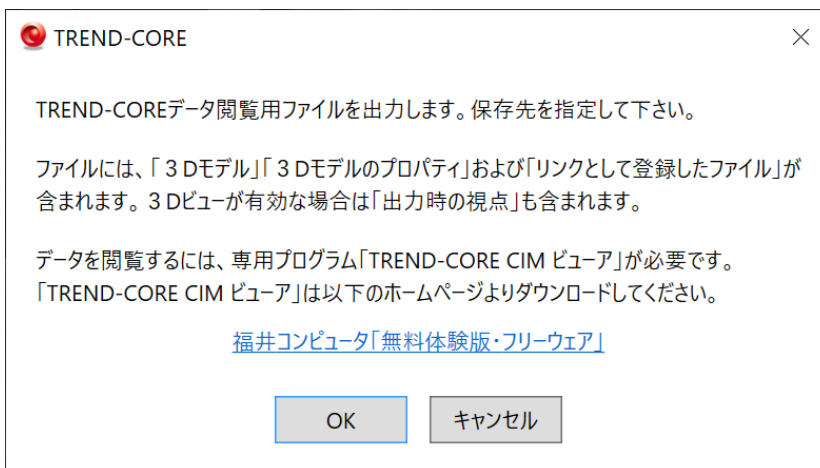 TREND-CORE
TREND-COREデータ閲覧用ファイルを出力します。保存先を指定して下さい。
ファイルには、「３Dモデル」「３Dモデルのプロパティ」および「リンクとして登録したファイル」が
含まれます。３Dビューが有効な場合は「出力時の視点」も含まれます。
データを閲覧するには、専用プログラム「TREND-CORE CIM ビューア」が必要です。
「TREND-CORE CIM ビューア」は以下のホームページよりダウンロードしてください。
福井コンピュータ「無料体験版・フリーウェア」
OK
キャンセル